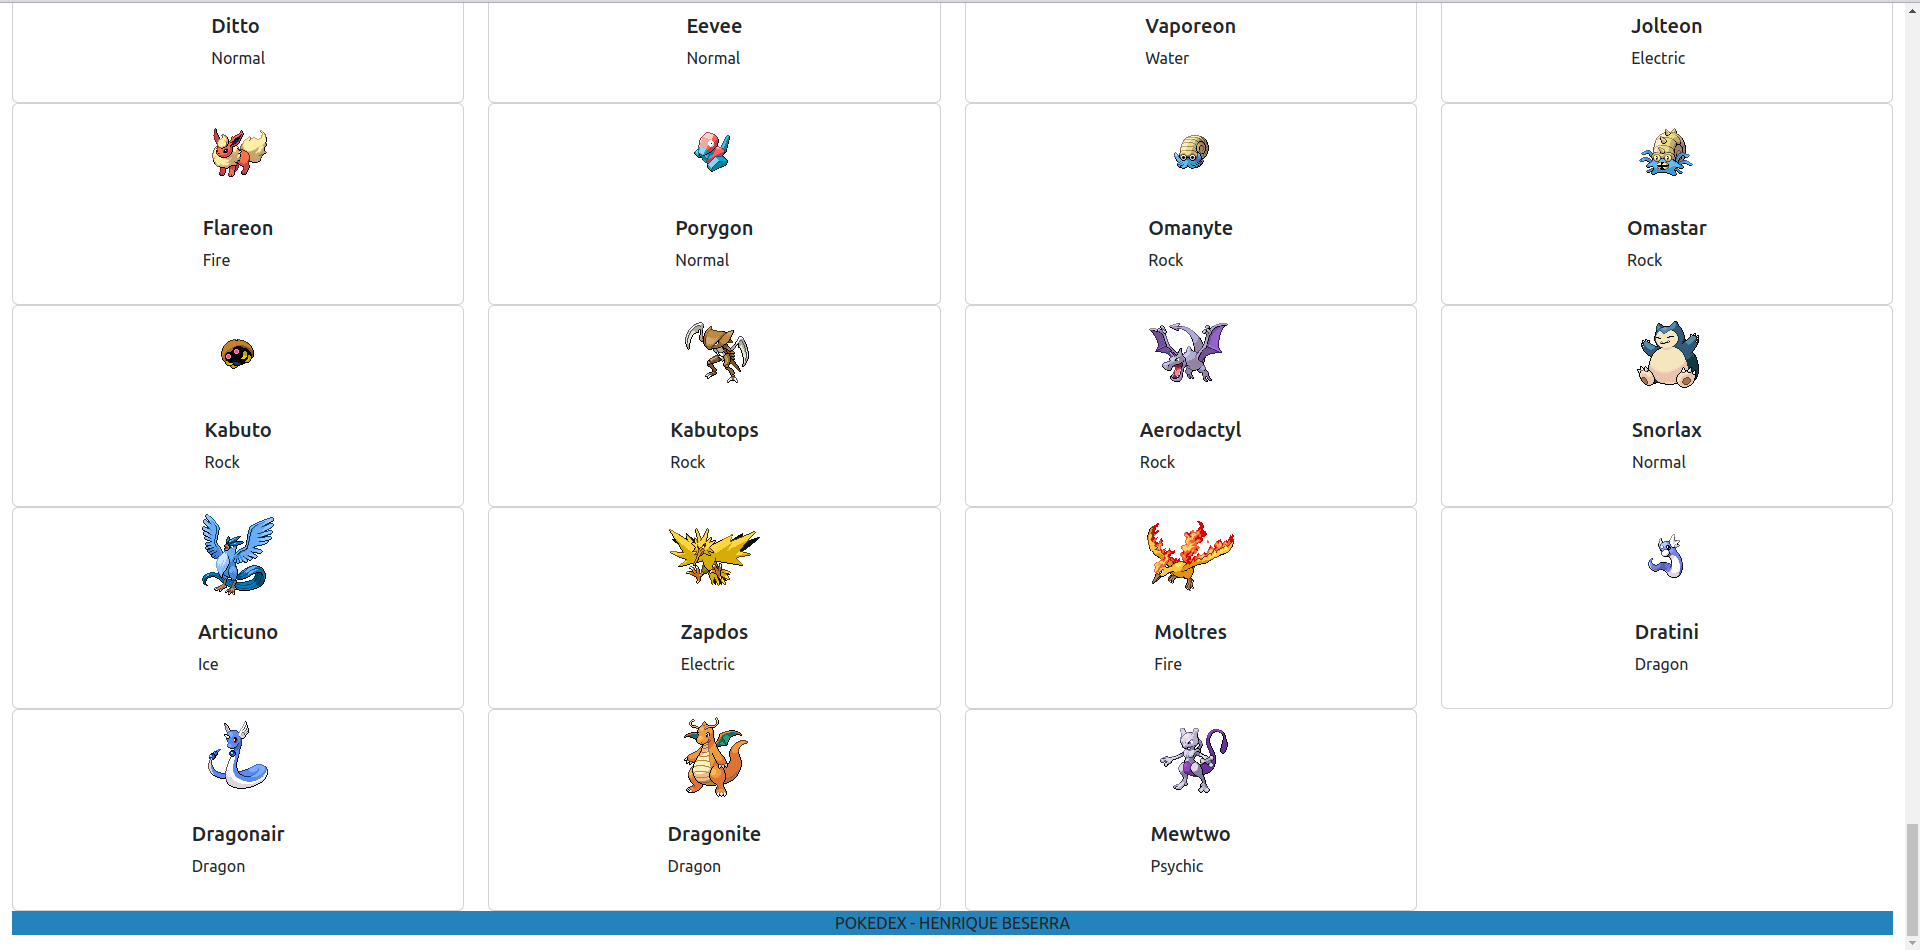 Ditto
Normal
Eevee
Normal
Vaporeon
Water
Jolteon
Electric
Flareon
Fire
Porygon
Normal
Omanyte
Rock
Omastar
Rock
Kabuto
Rock
Kabutops
Rock
Aerodactyl
Rock
Snorlax
Normal
Articuno
Ice
Zapdos
Electric
Moltres
Fire
Dratini
Dragon
Dragonair
Dragon
Dragonite
Dragon
Mewtwo
Psychic
POKEDEX - HENRIQUE BESERRA